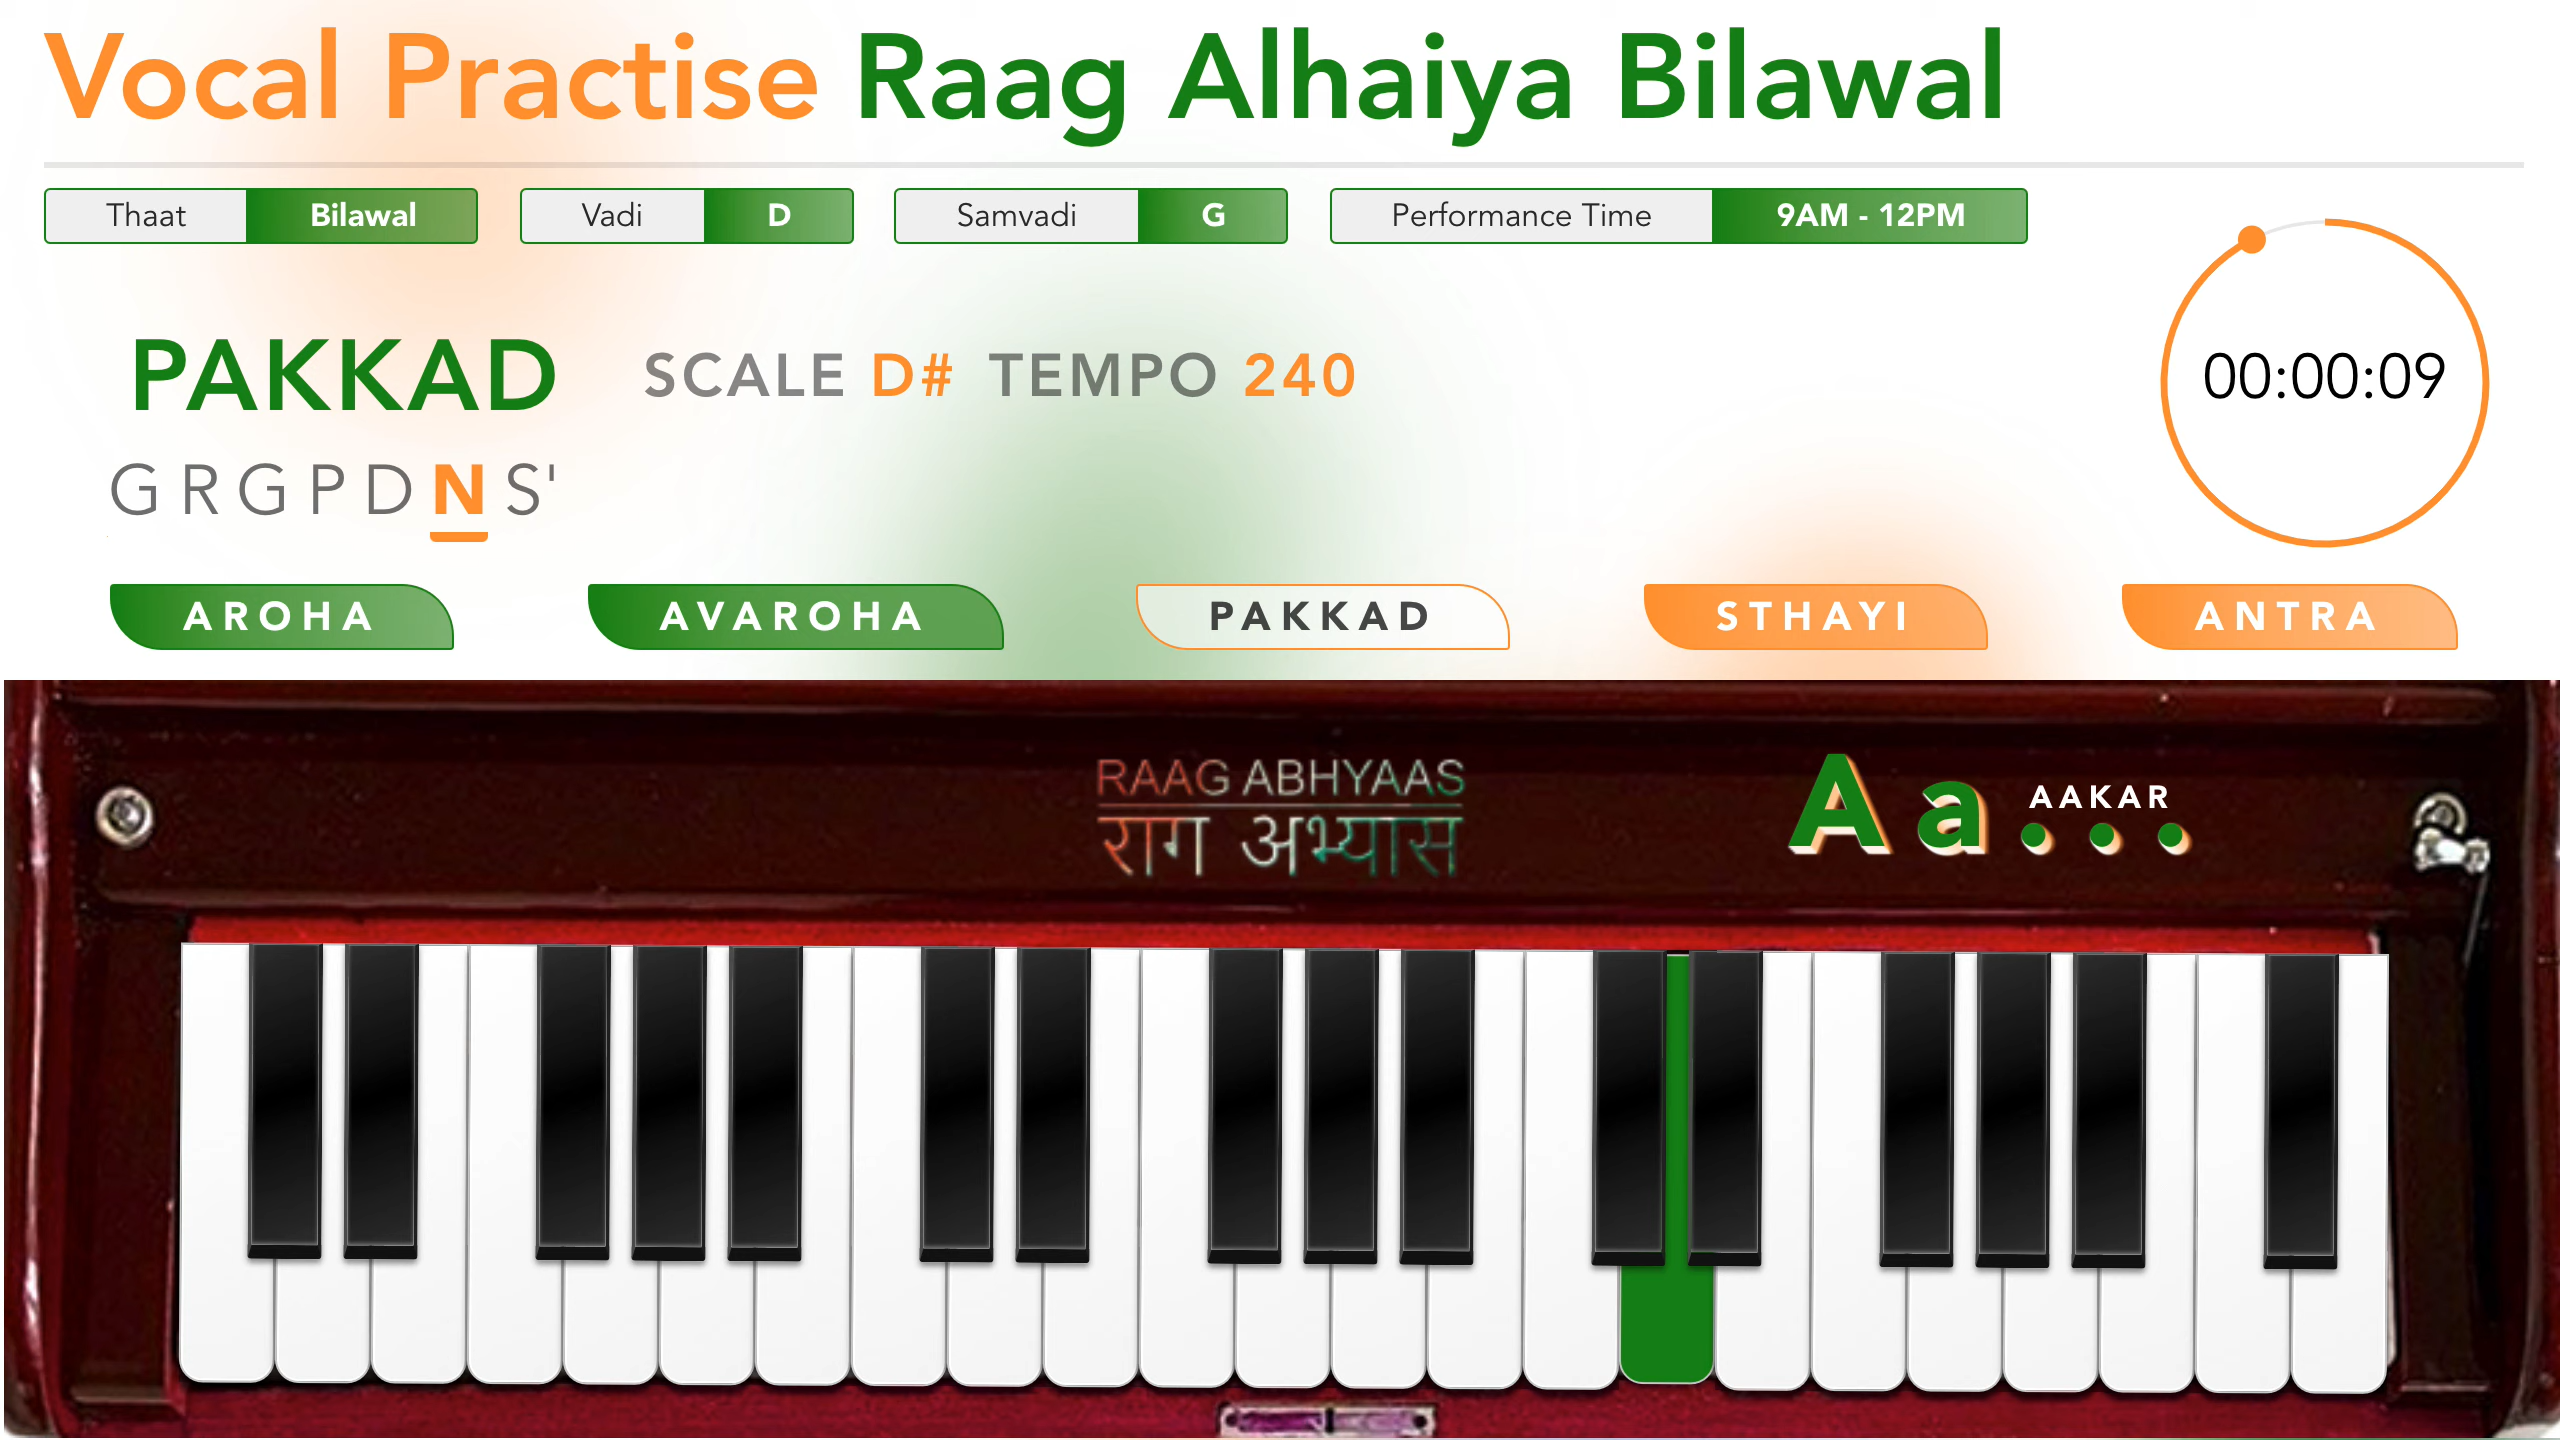 Vocal Practise Raag Alhaiya Bilawal
Thaat Bilawal Vadi D Samvadi G Performance Time 9AM - 12PM
PAKKAD SCALE D# TEMPO 240
00:00:09
G R G P D N S'
AROHA AVAROHA PAKKAD STHAYI ANTRA
RAAG ABHYAAS
राग अभ्यास
Aa...
AAKAR